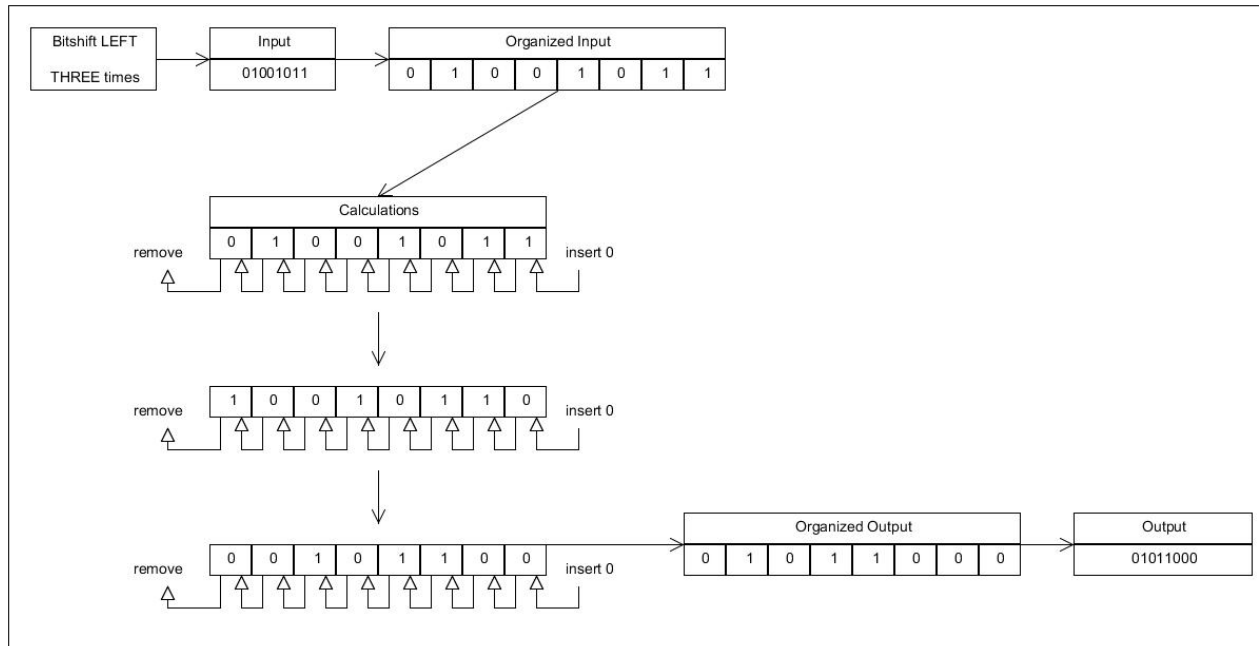 Bitshift LEFT
THREE times
Input
01001011
Organized Input
0 1 0 0 1 0 1 1
Calculations
remove 0 1 0 0 1 0 1 1 insert 0
remove 1 0 0 1 0 1 1 0 insert 0
remove 0 0 1 0 1 1 0 0 insert 0
Organized Output
0 1 0 1 1 0 0 0
Output
01011000